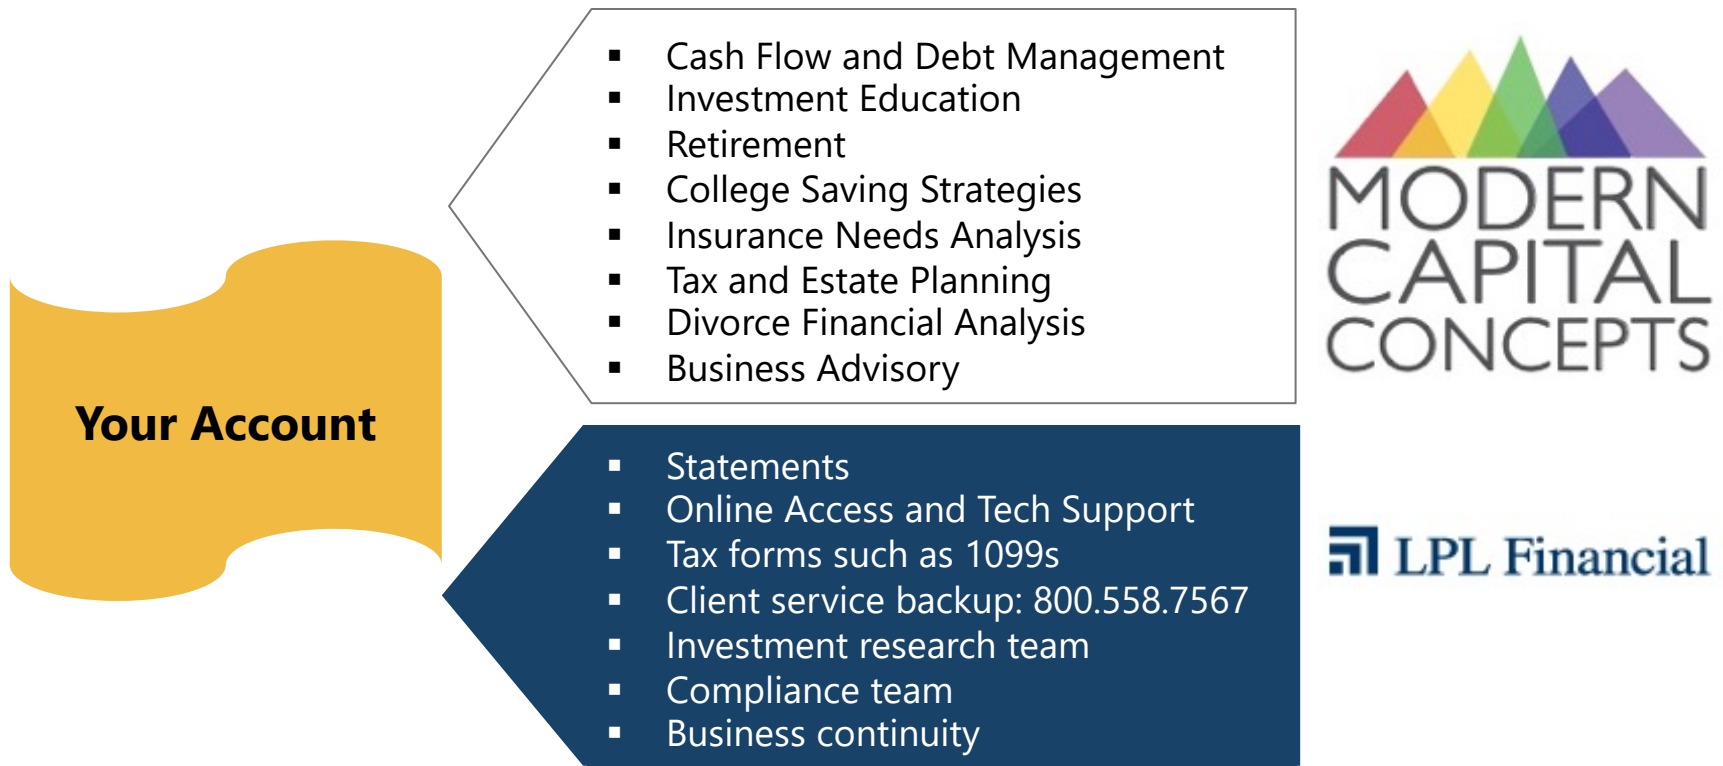 Your Account
▪ Cash Flow and Debt Management
▪ Investment Education
▪ Retirement
▪ College Saving Strategies
▪ Insurance Needs Analysis
▪ Tax and Estate Planning
▪ Divorce Financial Analysis
▪ Business Advisory
MODERN
CAPITAL
CONCEPTS
▪ Statements
▪ Online Access and Tech Support
▪ Tax forms such as 1099s
▪ Client service backup: 800.558.7567
▪ Investment research team
▪ Compliance team
▪ Business continuity
LPL Financial